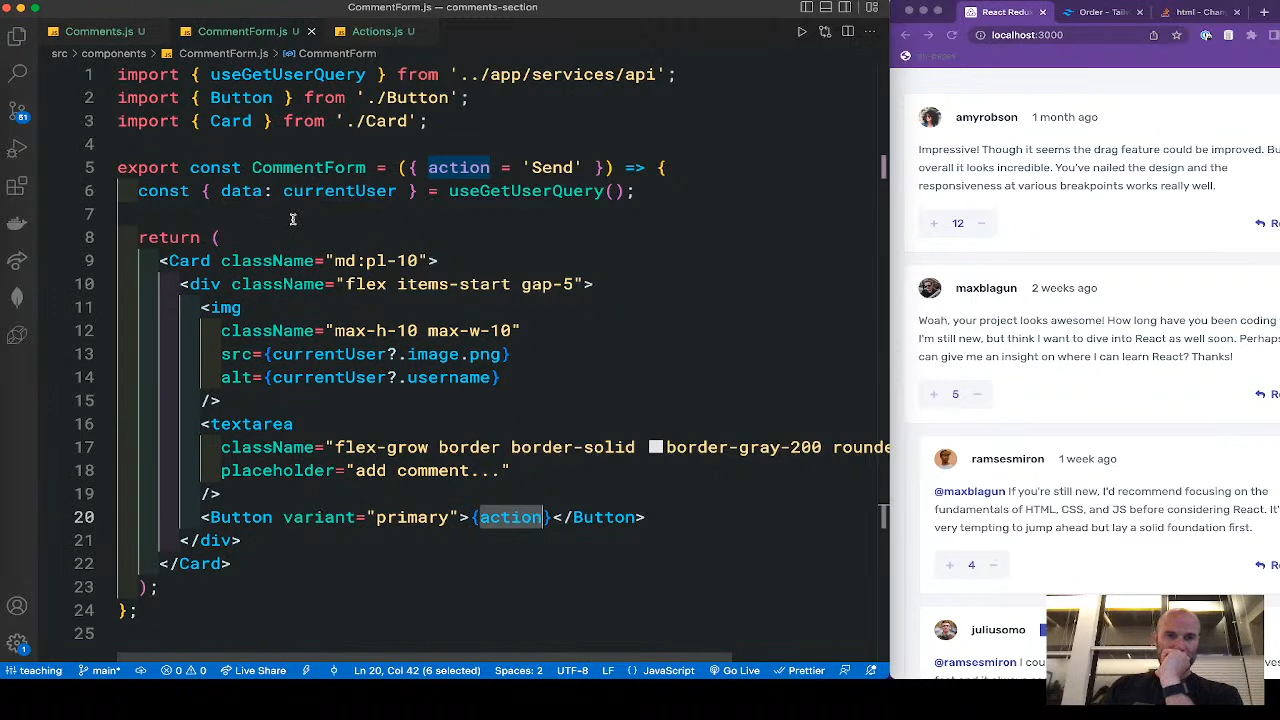 CommentForm.js — comments-section
Comments.js U
CommentForm.js U
Actions.js U
src > components > CommentForm.js > CommentForm
1 import { useGetUserQuery } from '../app/services/api';
2 import { Button } from './Button';
3 import { Card } from './Card';
4
5 export const CommentForm = ({ action = 'Send' }) => {
6 const { data: currentUser } = useGetUserQuery();
7
8 return (
9 <Card className="md:pl-10">
10 <div className="flex items-start gap-5">
11 <img
12 className="max-h-10 max-w-10"
13 src={currentUser?.image.png}
14 alt={currentUser?.username}
15 />
16 <textarea
17 className="flex-grow border border-solid border-gray-200 rounde
18 placeholder="add comment..."
19 />
20 <Button variant="primary">{action}</Button>
21 </div>
22 </Card>
23 );
24 };
25
51
1
teaching
main*
0 0
Live Share
Ln 20, Col 42 (6 selected)
Spaces: 2
UTF-8
LF
JavaScript
Go Live
Prettier
React Redux
Order - Tailw
html - Chan
localhost:3000
amyrobson 1 month ago
Impressive! Though it seems the drag feature could be improved. But
overall it looks incredible. You've nailed the design and the
responsiveness at various breakpoints works really well.
+ 12 −
Re
maxblagun 2 weeks ago
Woah, your project looks awesome! How long have you been coding
I'm still new, but think I want to dive into React as well soon. Perhaps
can give me an insight on where I can learn React? Thanks!
+ 5 −
Re
ramsesmiron 1 week ago
@maxblagun If you're still new, I'd recommend focusing on the
fundamentals of HTML, CSS, and JS before considering React. It's
very tempting to jump ahead but lay a solid foundation first.
+ 4 −
Re
juliusomo
@ramsesmiron I cou